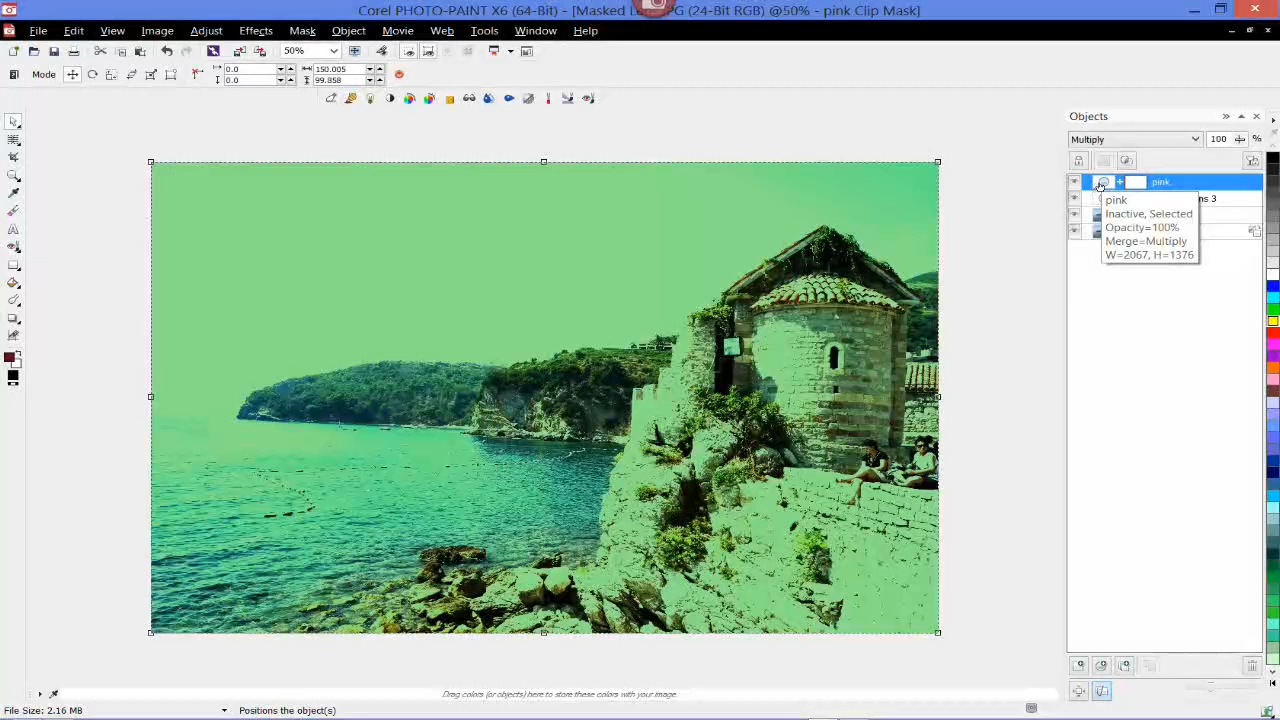 Corel PHOTO-PAINT X6 (64-Bit) - [Masked Le PG (24-Bit RGB) @50% - pink Clip Mask]
File Edit View Image Adjust Effects Mask Object Movie Web Tools Window Help
50%
Mode 0.0 150.005
0.0 99.858
Objects
Multiply 100 %
pink
ns 3
pink
Inactive, Selected
Opacity=100%
Merge=Multiply
W=2067, H=1376
Drag colors (or objects) here to store these colors with your image
File Size: 2.16 MB Positions the object(s)